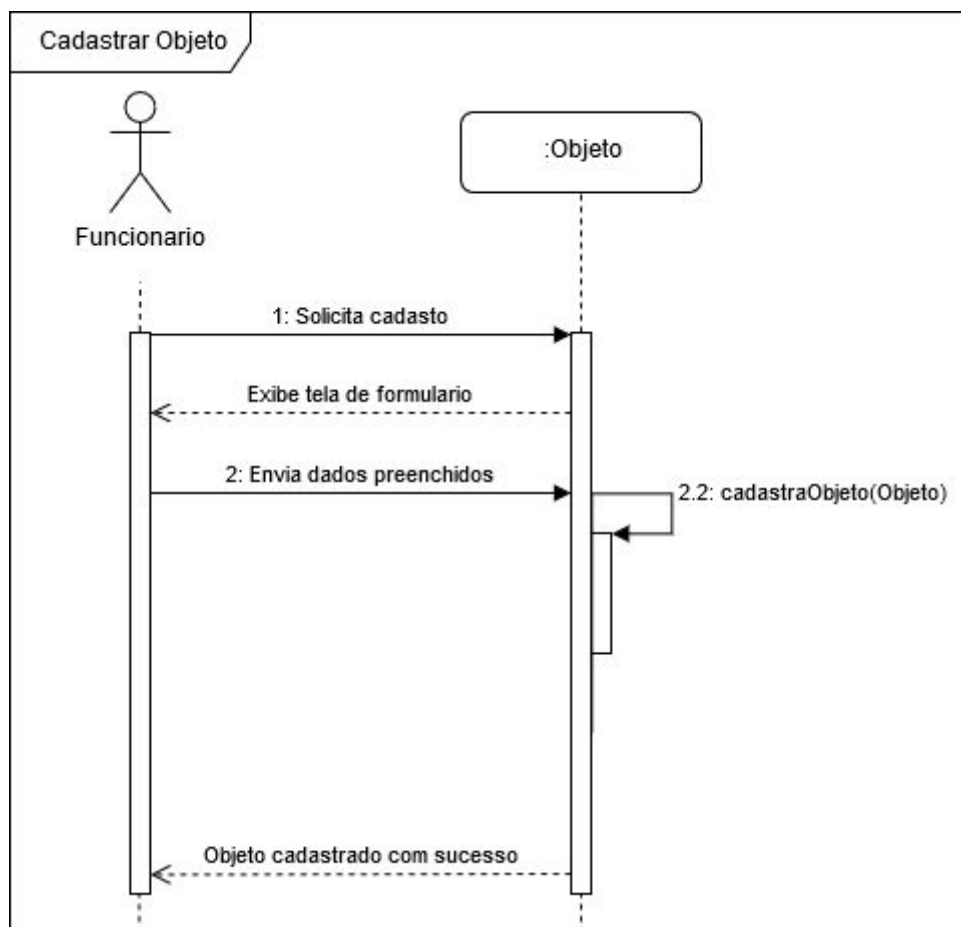 Cadastrar Objeto
:Objeto
Funcionario
1: Solicita cadasto
Exibe tela de formulario
2: Envia dados preenchidos
2.2: cadastraObjeto(Objeto)
Objeto cadastrado com sucesso